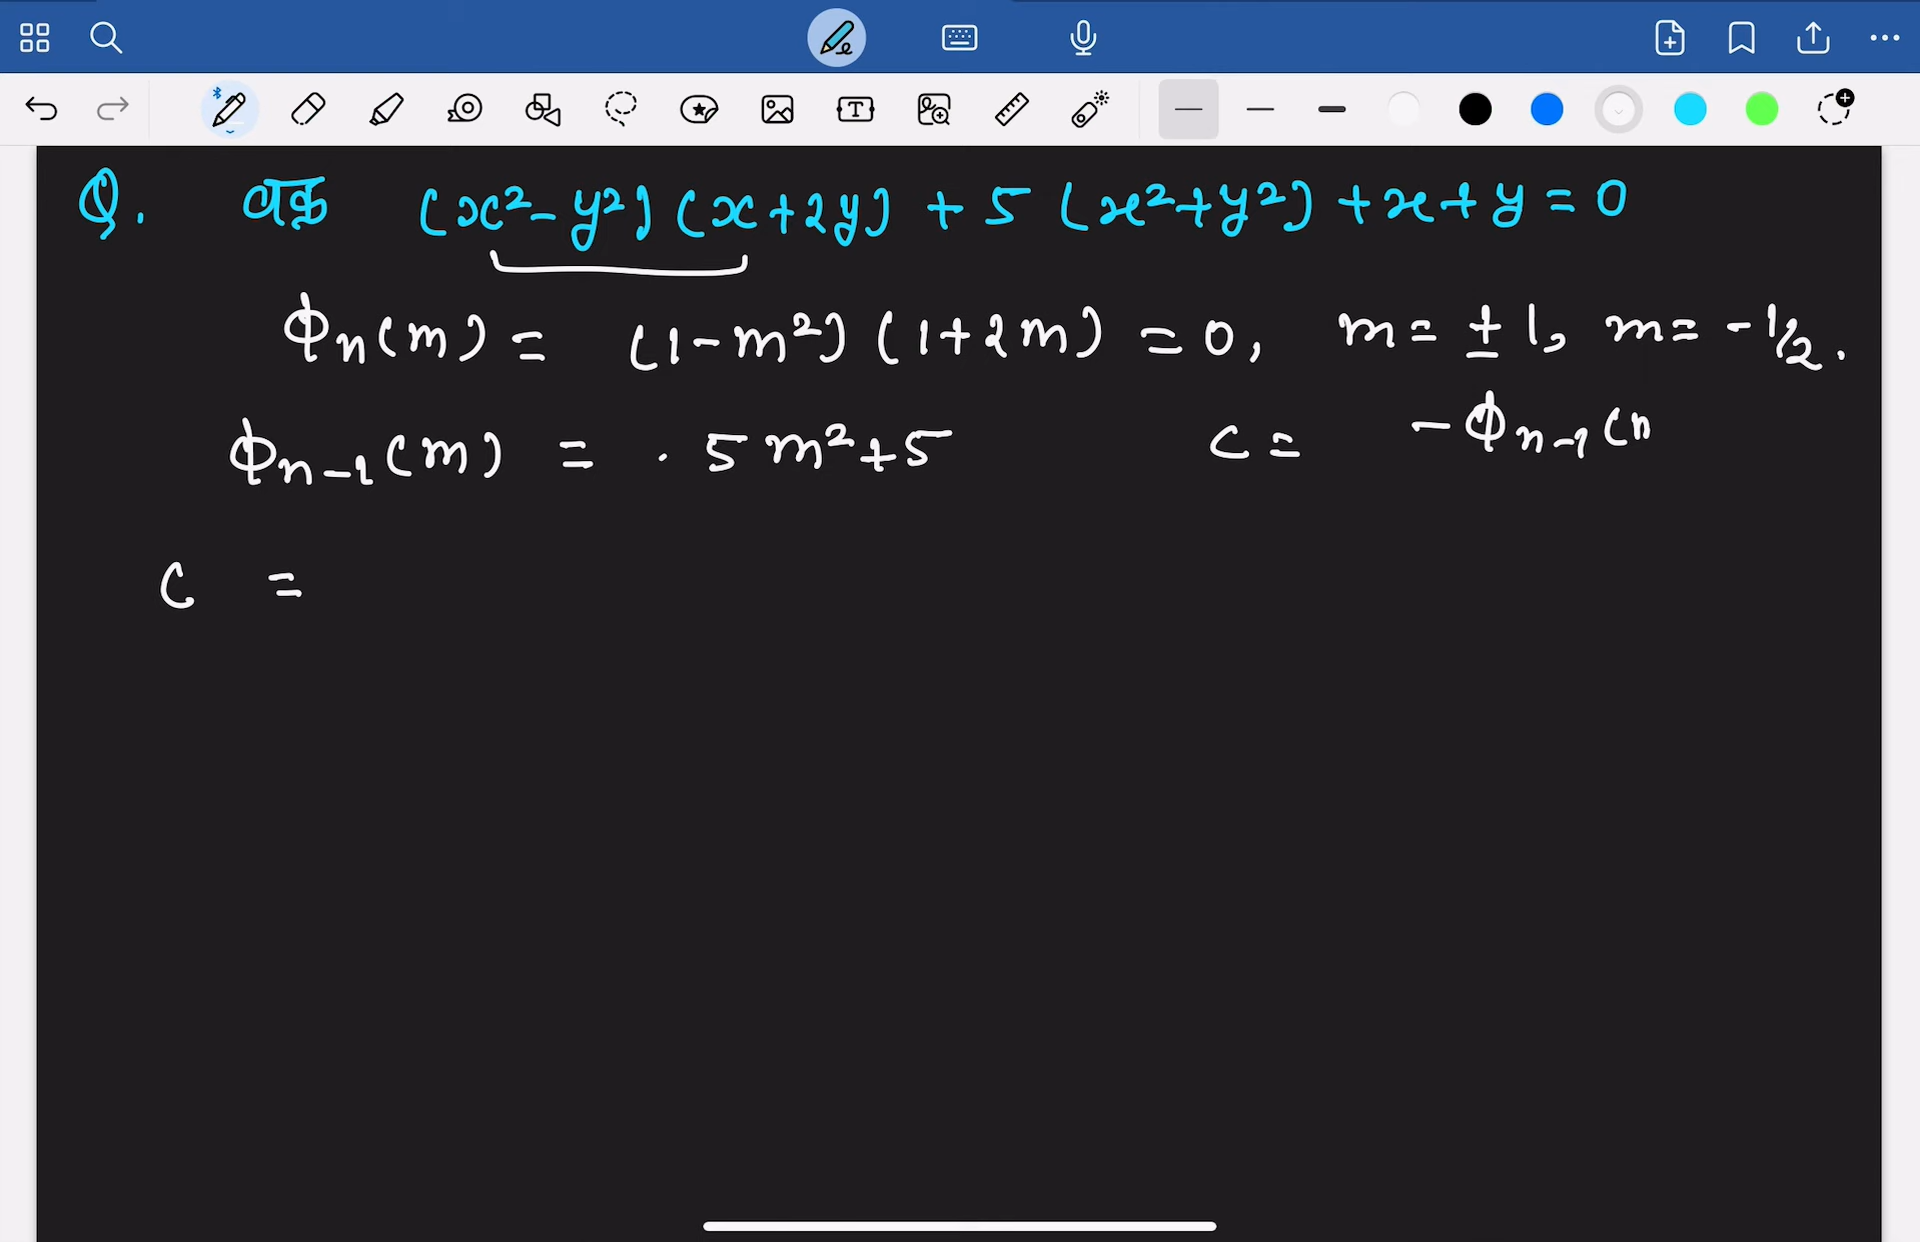 Q. वक्र (x²-y²) (x+2y) + 5 (x²+y²) +x+y=0
Φn(m) = (1-m²) (1+2m) =0, m= ±1, m= -1/2.
Φn-1(m) = . 5m²+5 c= -Φn-1(m
c =